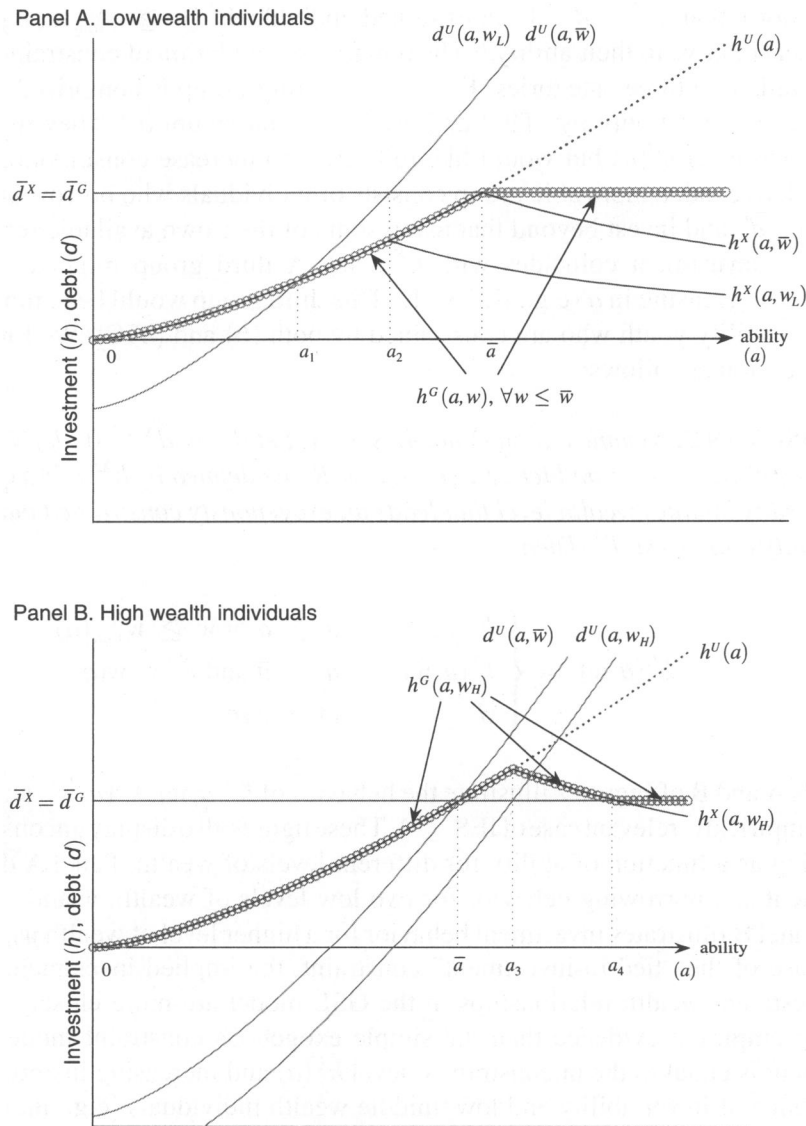 Panel A. Low wealth individuals
d^U(a, w_L) d^U(a, w̅)
h^U(a)
d̅^X = d̅^G
h^X(a, w̅)
h^X(a, w_L)
Investment (h), debt (d)
0
a_1
a_2
a̅
ability
(a)
h^G(a, w), ∀w ≤ w̅
Panel B. High wealth individuals
d^U(a, w̅) d^U(a, w_H)
h^U(a)
h^G(a, w_H)
d̅^X = d̅^G
h^X(a, w_H)
Investment (h), debt (d)
0
a̅
a_3
a_4
ability
(a)